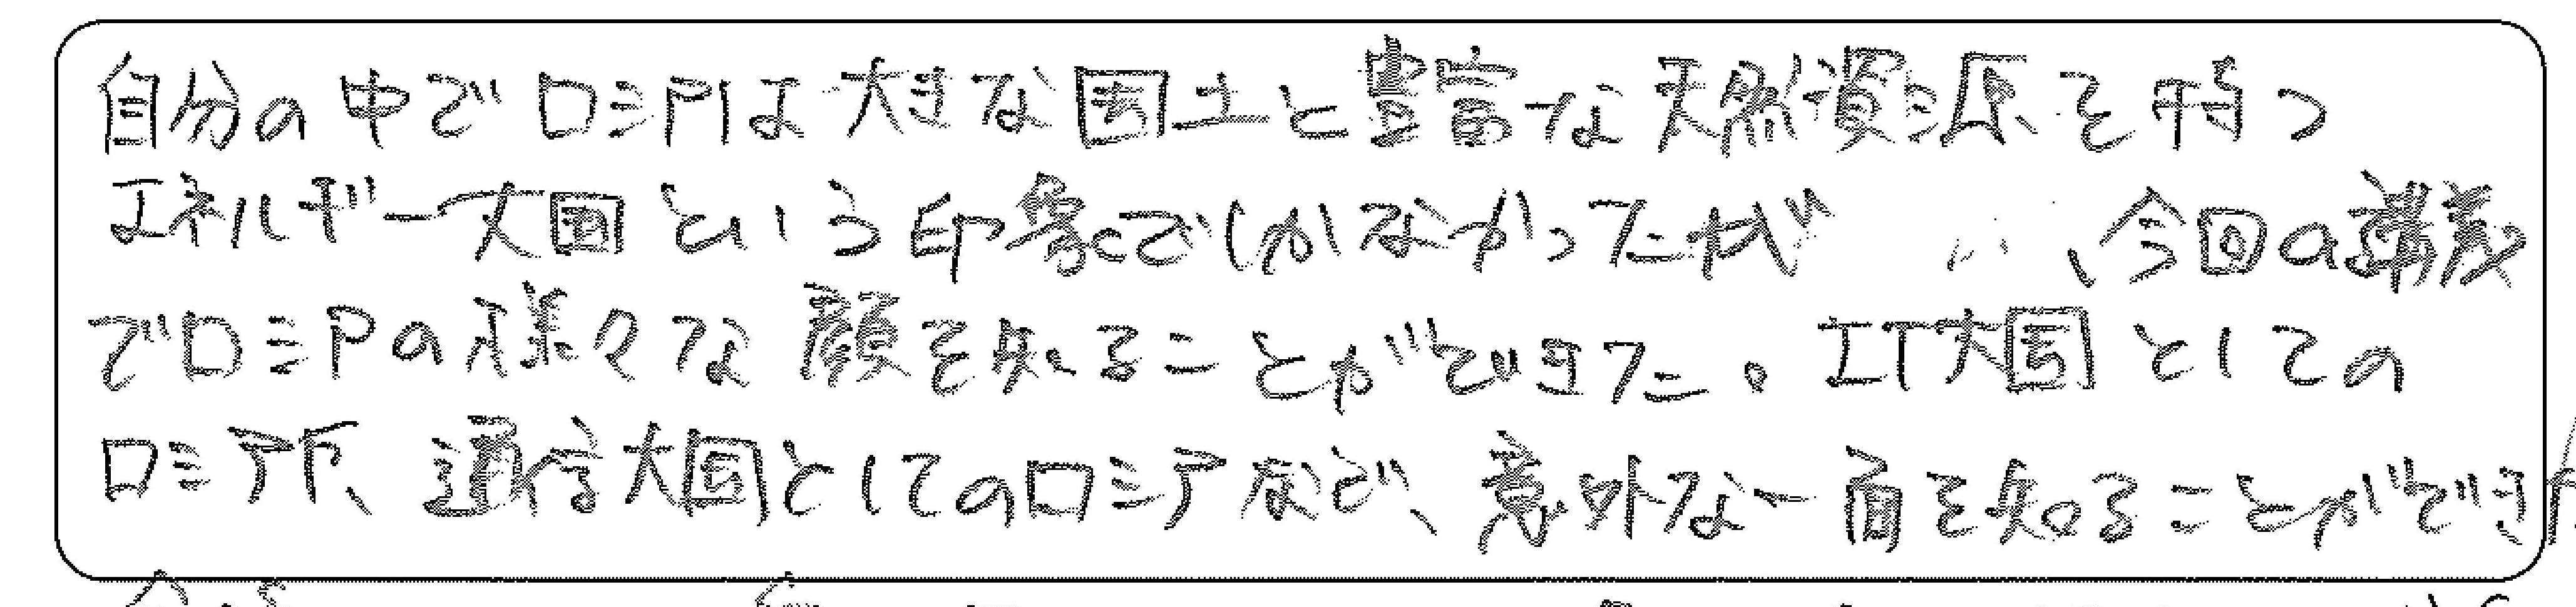 自分の中でロシアは大きな国土と豊富な天然資源を持つ
エネルギー大国という印象でしかなかったが、今回の講義
でロシアの様々な顔を知ることができた。IT大国としての
ロシアや、通信大国としてのロシアなど、意外な一面を知ることができ